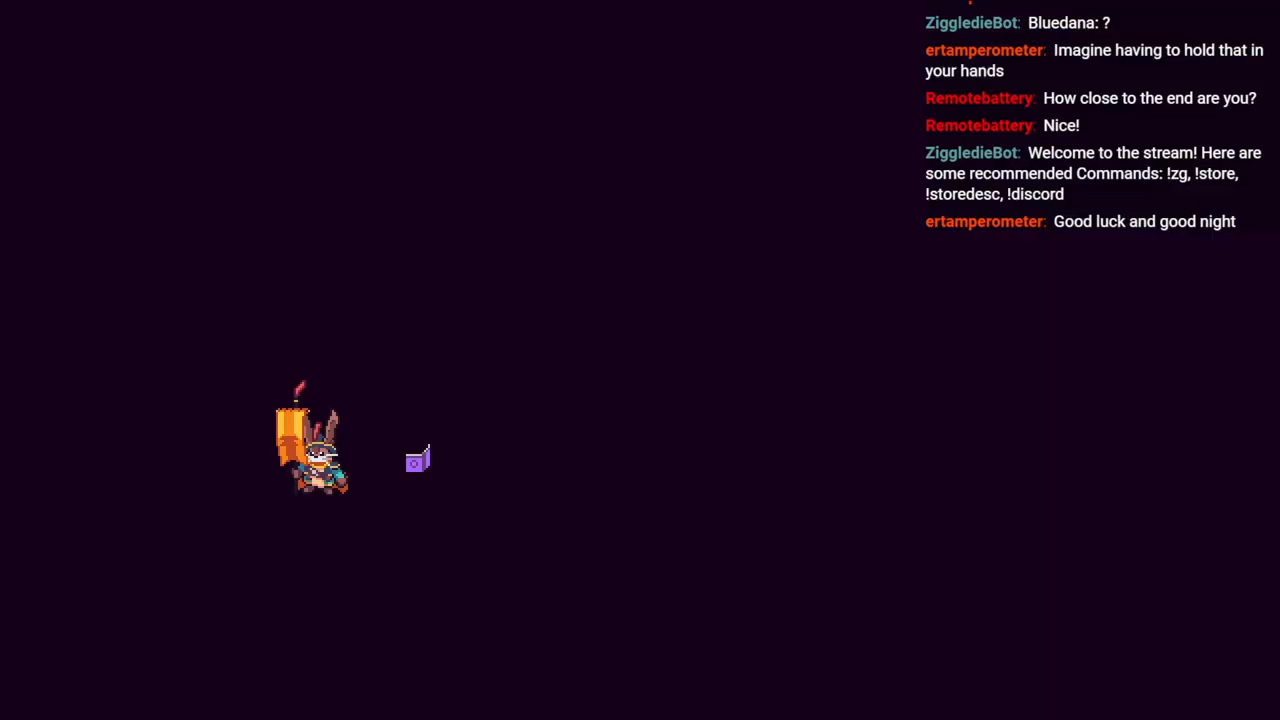 ZiggledieBot: Bluedana: ?
ertamperometer: Imagine having to hold that in
your hands
Remotebattery: How close to the end are you?
Remotebattery: Nice!
ZiggledieBot: Welcome to the stream! Here are
some recommended Commands: !zg, !store,
!storedesc, !discord
ertamperometer: Good luck and good night